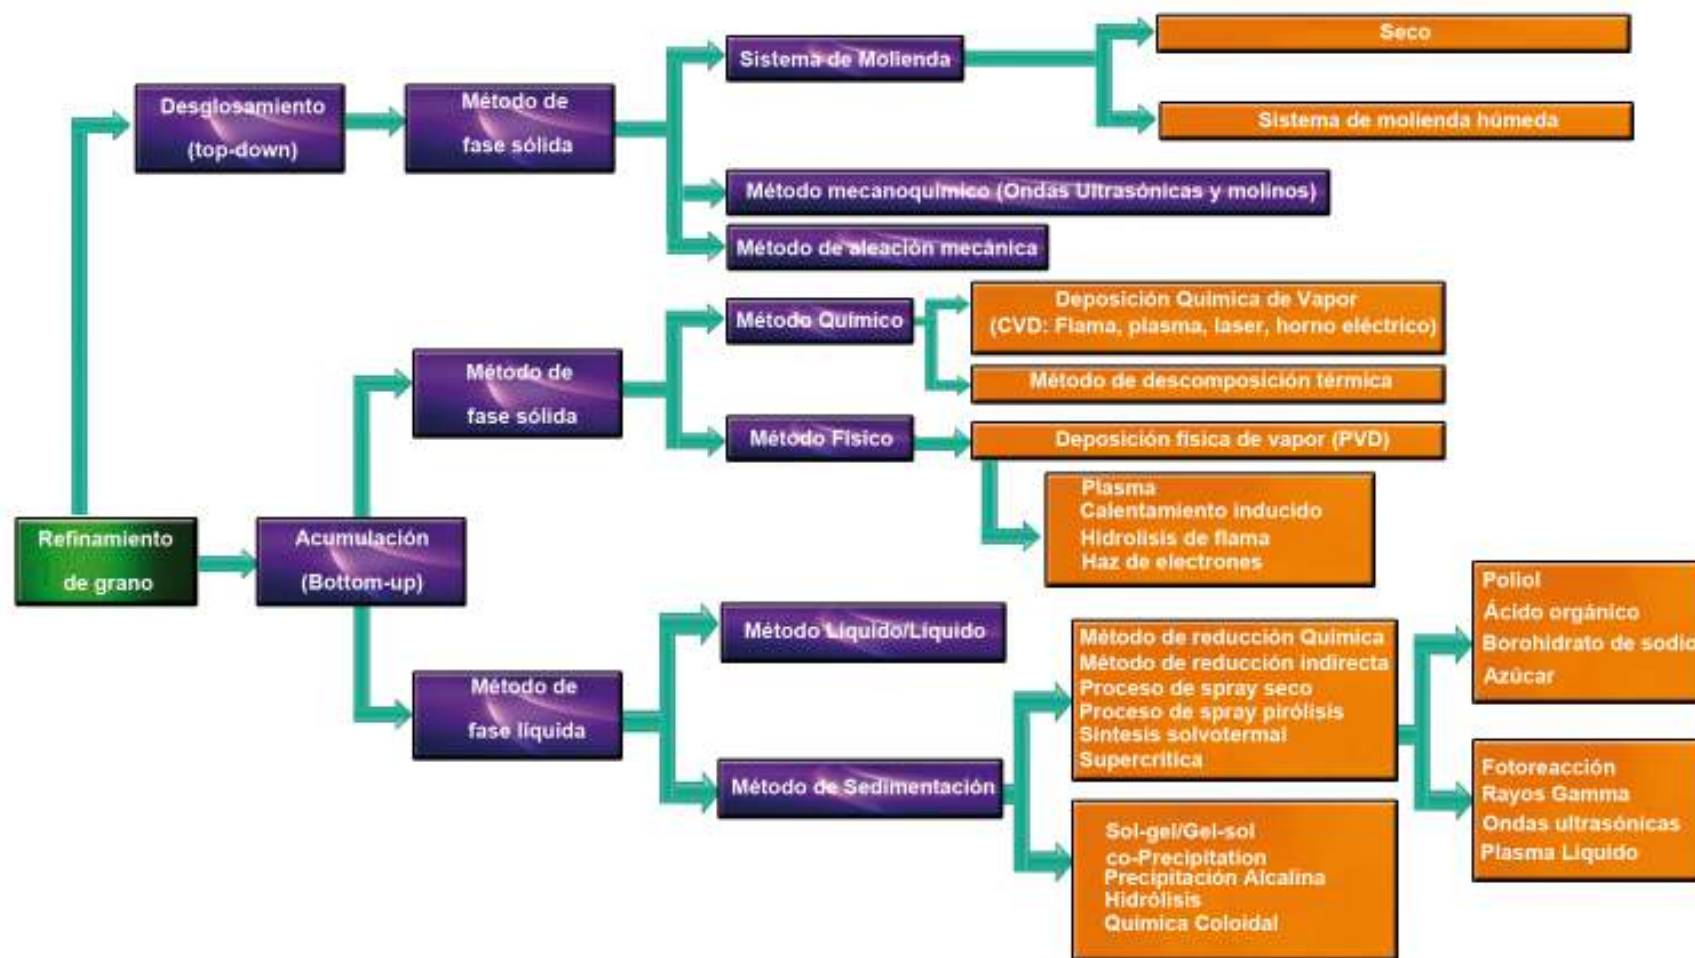 Refinamiento
de grano
Desglosamiento
(top-down)
Método de
fase sólida
Sistema de Molienda
Seco
Sistema de molienda húmeda
Método mecanoquímico (Ondas Ultrasónicas y molinos)
Método de aleación mecánica
Acumulación
(Bottom-up)
Método de
fase sólida
Método Químico
Deposición Química de Vapor
(CVD: Flama, plasma, laser, horno eléctrico)
Método de descomposición térmica
Método Físico
Deposición física de vapor (PVD)
Plasma
Calentamiento inducido
Hidrolisis de flama
Haz de electrones
Método de
fase líquida
Método Líquido/Líquido
Método de Sedimentación
Método de reducción Química
Método de reducción indirecta
Proceso de spray seco
Proceso de spray pirólisis
Síntesis solvotermal
Supercrítica
Poliol
Ácido orgánico
Borohidrato de sodio
Azúcar
Fotoreacción
Rayos Gamma
Ondas ultrasónicas
Plasma Líquido
Sol-gel/Gel-sol
co-Precipitation
Precipitación Alcalina
Hidrólisis
Química Coloidal